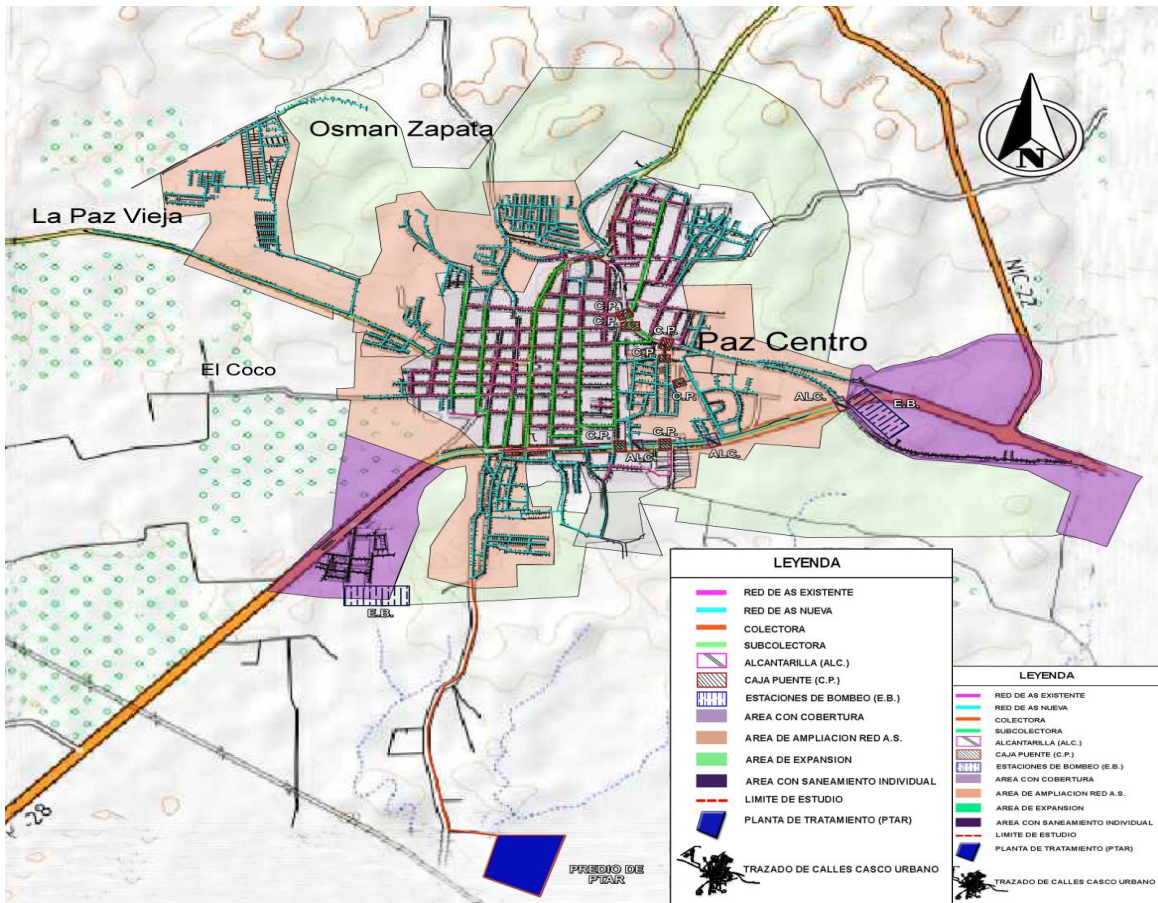 Osman Zapata
N
La Paz Vieja
NIC-22
C.P.
C.P.
C.P.
Paz Centro
C.P.
El Coco
C.P.
ALC.
E.B.
C.P.
C.P.
ALC.
ALC.
E.B.
-28
PREDIO DE
PTAR
LEYENDA
RED DE AS EXISTENTE
RED DE AS NUEVA
COLECTORA
SUBCOLECTORA
ALCANTARILLA (ALC.)
CAJA PUENTE (C.P.)
ESTACIONES DE BOMBEO (E.B.)
AREA CON COBERTURA
AREA DE AMPLIACION RED A.S.
AREA DE EXPANSION
AREA CON SANEAMIENTO INDIVIDUAL
LIMITE DE ESTUDIO
PLANTA DE TRATAMIENTO (PTAR)
TRAZADO DE CALLES CASCO URBANO
LEYENDA
RED DE AS EXISTENTE
RED DE AS NUEVA
COLECTORA
SUBCOLECTORA
ALCANTARILLA (ALC.)
CAJA PUENTE (C.P.)
ESTACIONES DE BOMBEO (E.B.)
AREA CON COBERTURA
AREA DE AMPLIACION RED A.S.
AREA DE EXPANSION
AREA CON SANEAMIENTO INDIVIDUAL
LIMITE DE ESTUDIO
PLANTA DE TRATAMIENTO (PTAR)
TRAZADO DE CALLES CASCO URBANO